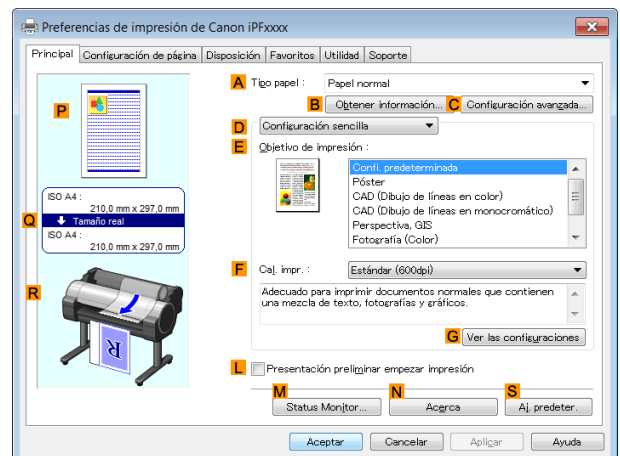 Preferencias de impresión de Canon iPFxxxx
Principal Configuración de página Disposición Favoritos Utilidad Soporte
A Tipo papel : Papel normal
B Obtener información... C Configuración avanzada...
P
D Configuración sencilla
E Objetivo de impresión :
Confi. predeterminada
Póster
CAD (Dibujo de líneas en color)
CAD (Dibujo de líneas en monocromático)
Perspectiva, GIS
Fotografía (Color)
ISO A4 :
210,0 mm x 297,0 mm
Q Tamaño real
ISO A4 :
210,0 mm x 297,0 mm
F Cal. impr. : Estándar (600dpi)
Adecuado para imprimir documentos normales que contienen
una mezcla de texto, fotografías y gráficos.
R
G Ver las configuraciones
L Presentación preliminar empezar impresión
M N S
Status Monitor... Acerca Aj. predeter.
Aceptar Cancelar Aplicar Ayuda